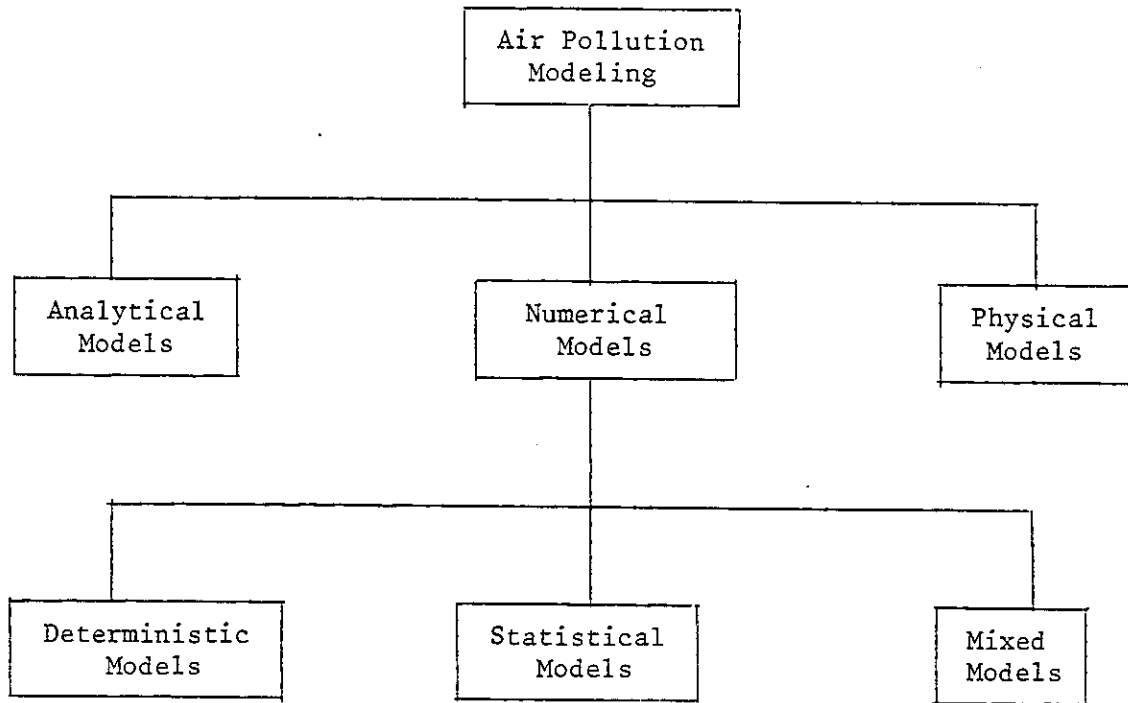 Air Pollution
Modeling
Analytical
Models
Numerical
Models
Physical
Models
Deterministic
Models
Statistical
Models
Mixed
Models